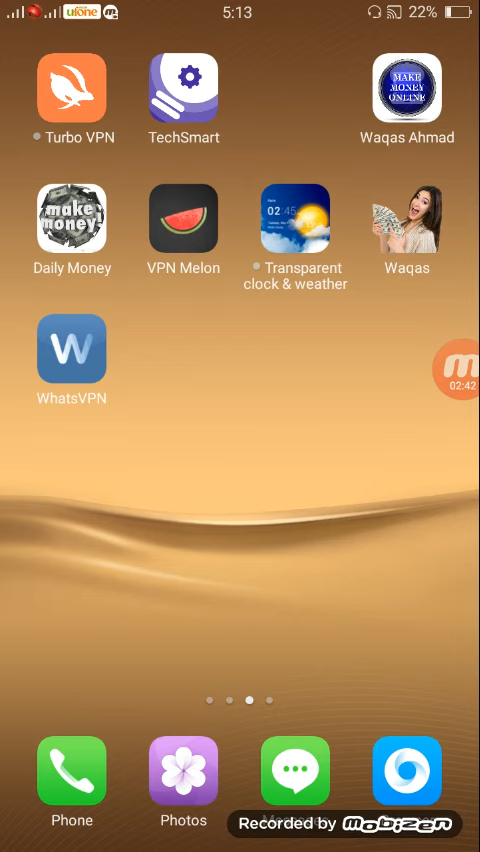 ufone
5:13
22%
MAKE
MONEY
ONLINE
Turbo VPN
TechSmart
Waqas Ahmad
make
money
02:45
Daily Money
VPN Melon
Transparent
clock & weather
Waqas
W
WhatsVPN
02:42
Phone
Photos
Recorded by MOBIZEN